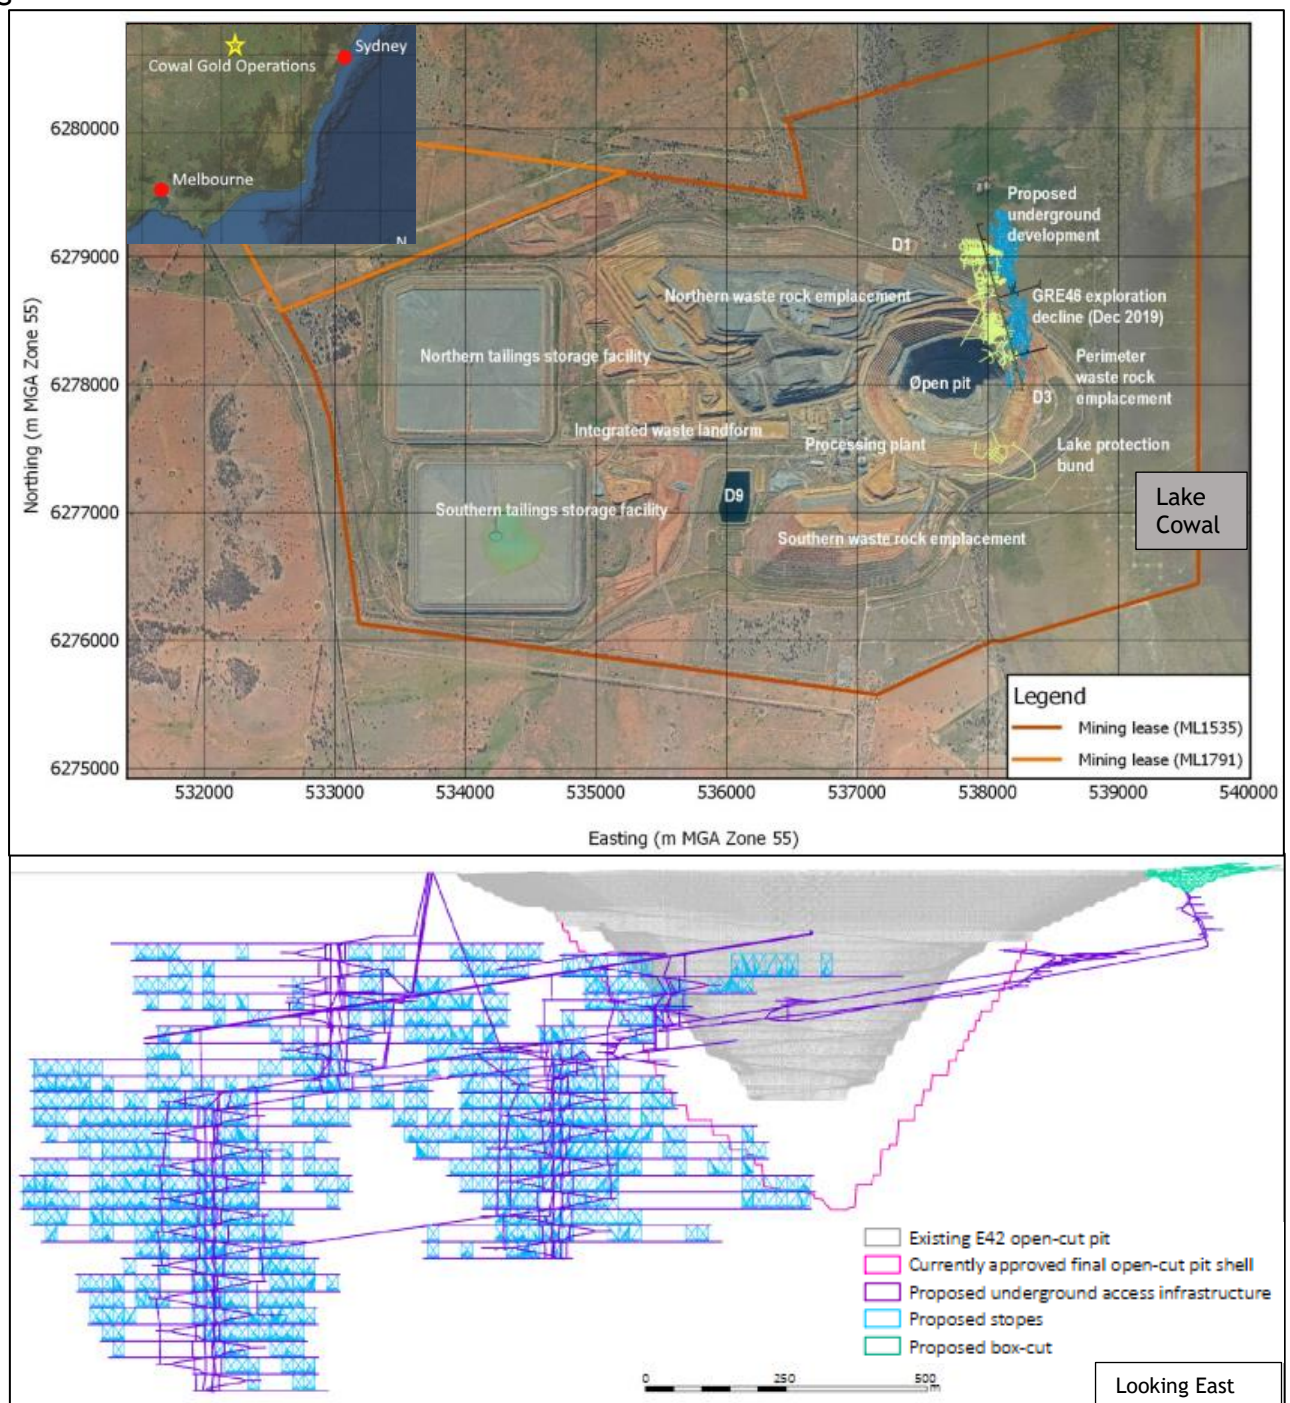 Sydney
Cowal Gold Operations
Melbourne
N
6280000
6279000
6278000
6277000
6276000
6275000
Northing (m MGA Zone 55)
Proposed
underground
development
D1
Northern waste rock emplacement
GRE46 exploration
decline (Dec 2019)
Northern tailings storage facility
Perimeter
waste rock
emplacement
Open pit
D3
Integrated waste landform
Processing plant
Lake protection
bund
D9
Southern tailings storage facility
Southern waste rock emplacement
Lake
Cowal
Legend
Mining lease (ML1535)
Mining lease (ML1791)
532000
533000
534000
535000
536000
537000
538000
539000
540000
Easting (m MGA Zone 55)
Existing E42 open-cut pit
Currently approved final open-cut pit shell
Proposed underground access infrastructure
Proposed stopes
Proposed box-cut
0
250
500
m
Looking East